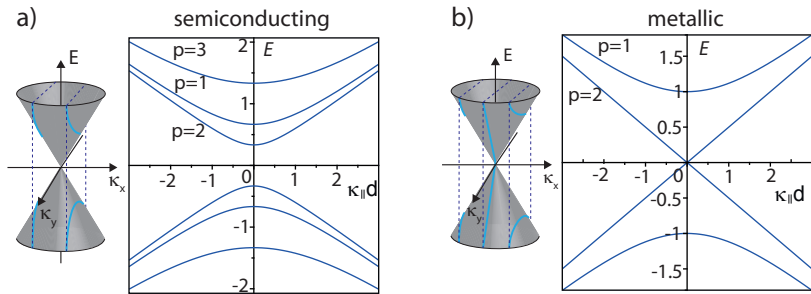 a)
semiconducting
E
κx
κy
E
2
1
-1
-2
-2
-1
0
1
2
κ||d
p=3
p=1
p=2
b)
metallic
E
κx
κy
E
1.5
1
0.5
-0.5
-1
-1.5
-2
-1
0
1
2
κ||d
p=1
p=2